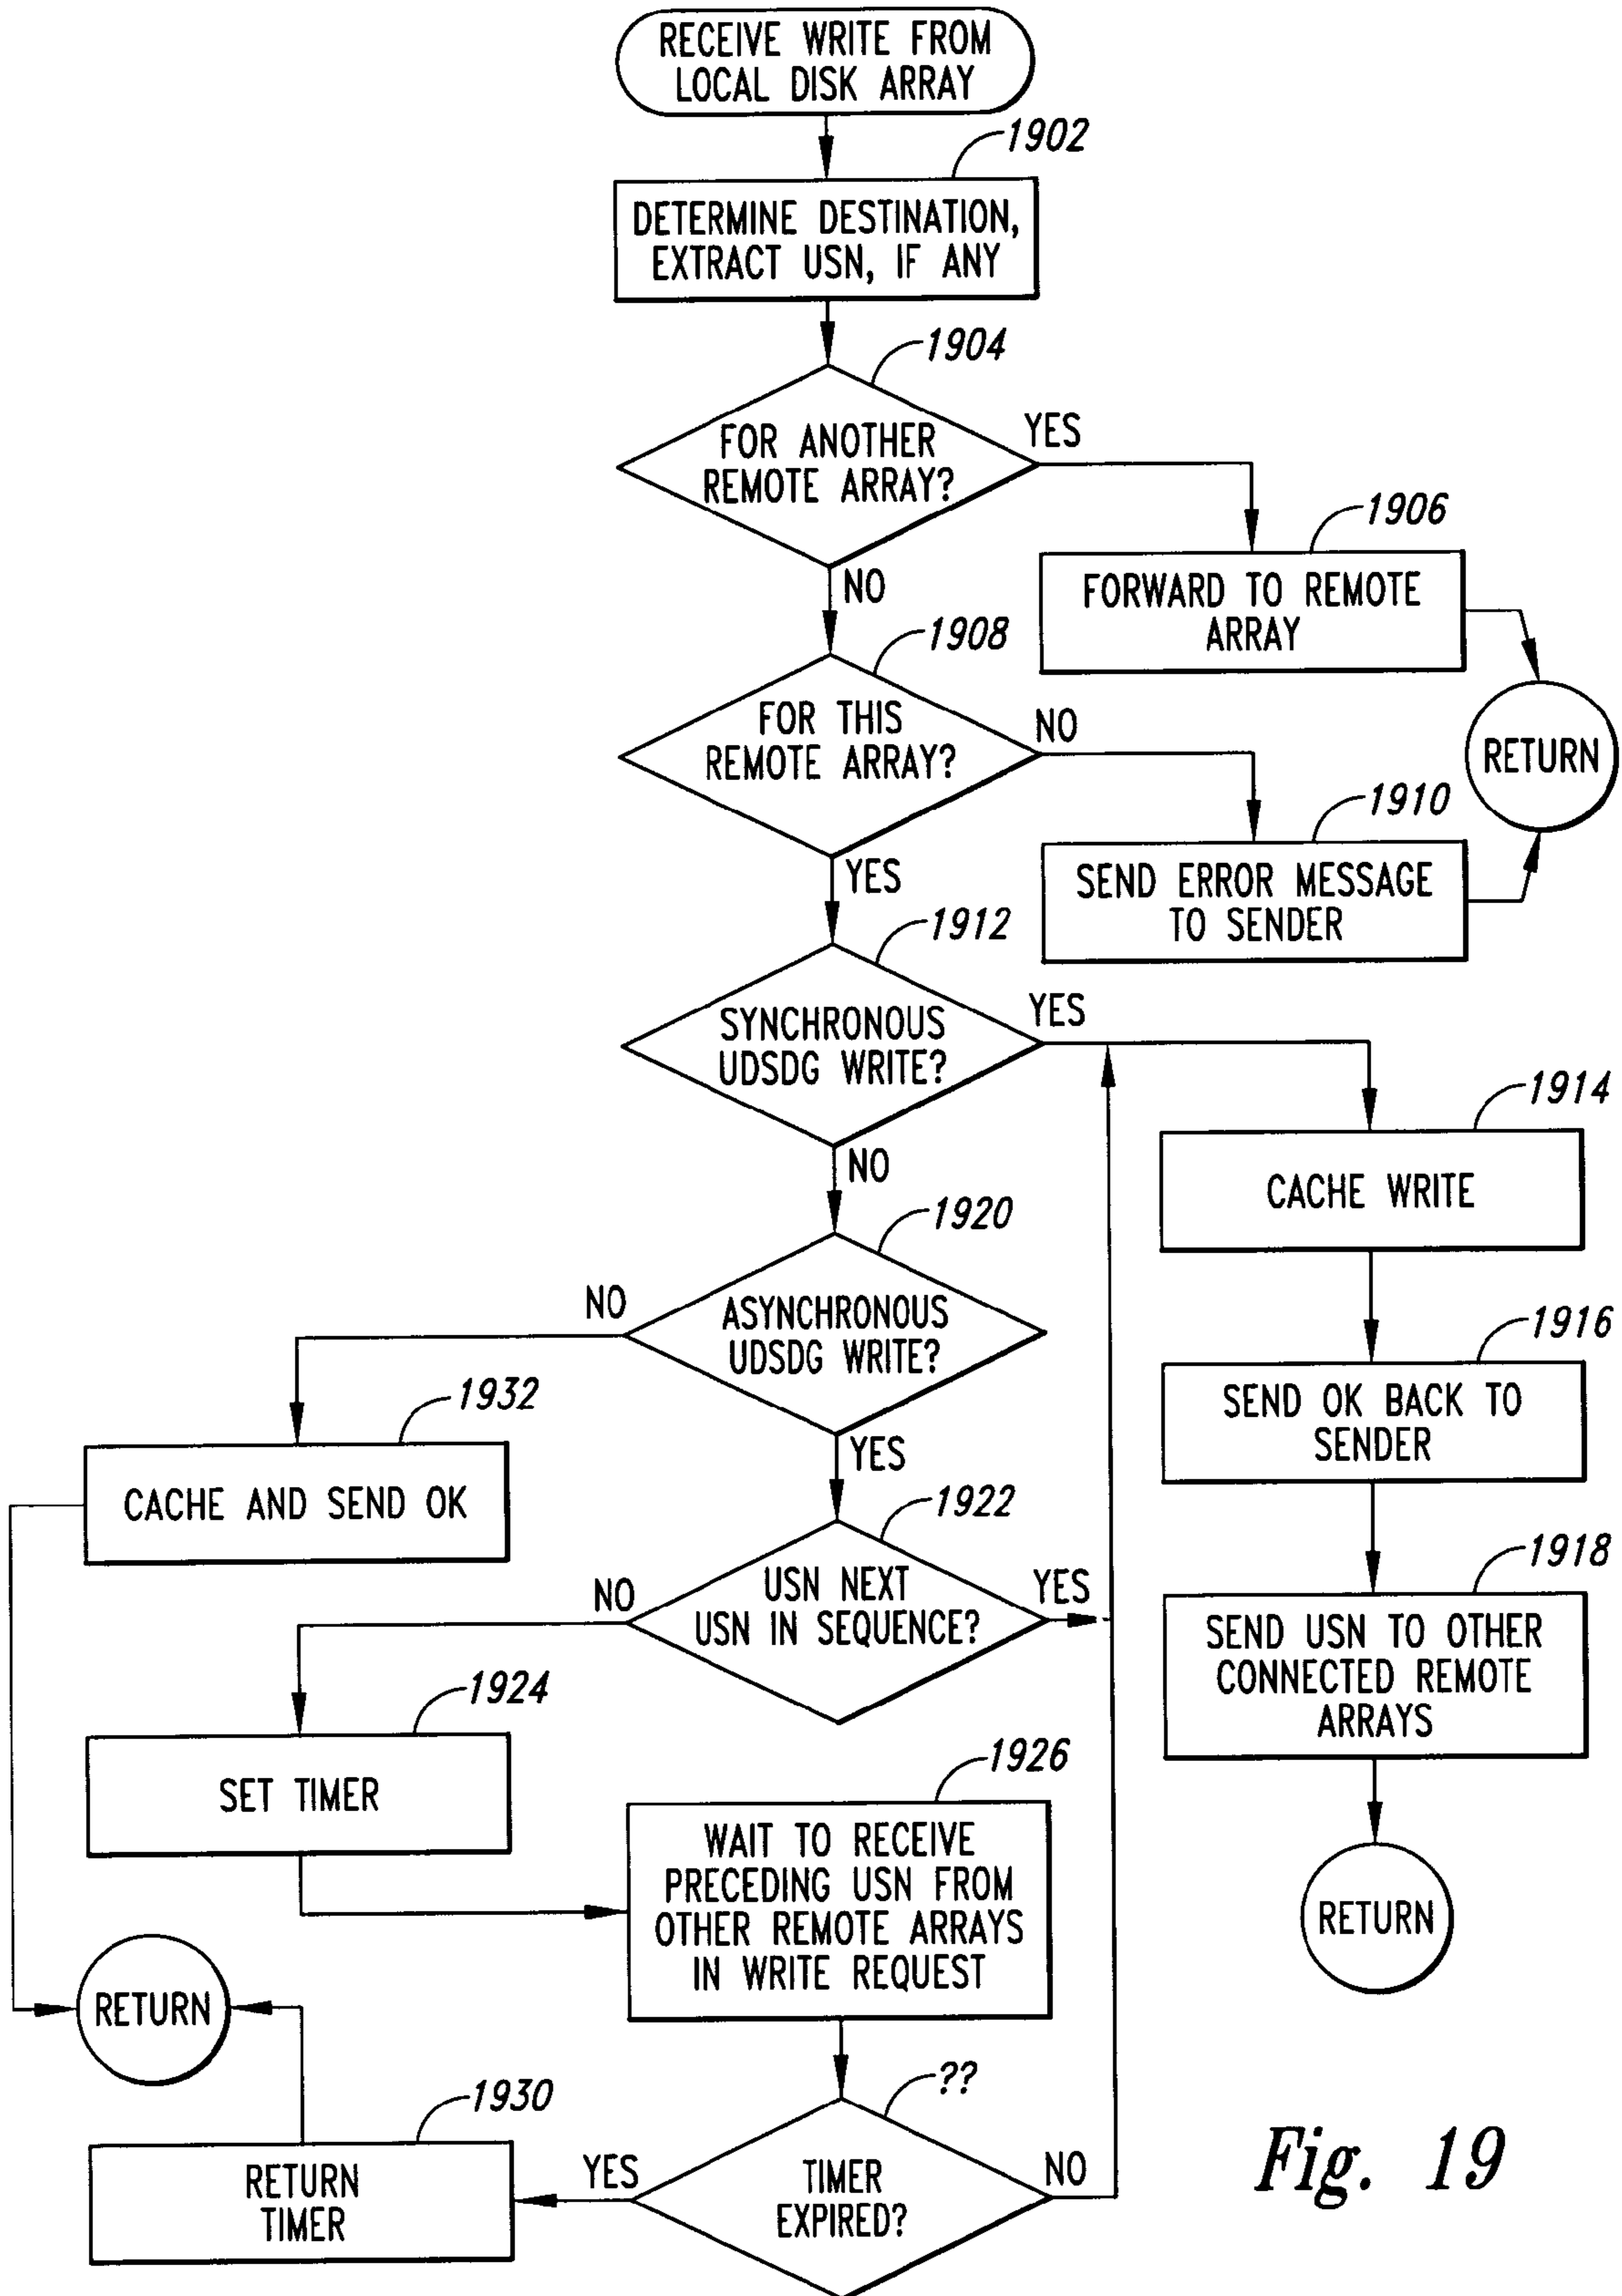 RECEIVE WRITE FROM
LOCAL DISK ARRAY
1902
DETERMINE DESTINATION,
EXTRACT USN, IF ANY
1904
FOR ANOTHER
REMOTE ARRAY?
YES
NO
1906
FORWARD TO REMOTE
ARRAY
1908
FOR THIS
REMOTE ARRAY?
NO
YES
RETURN
1910
SEND ERROR MESSAGE
TO SENDER
1912
SYNCHRONOUS
UDSDG WRITE?
YES
NO
1914
CACHE WRITE
1916
SEND OK BACK TO
SENDER
1918
SEND USN TO OTHER
CONNECTED REMOTE
ARRAYS
RETURN
1920
ASYNCHRONOUS
UDSDG WRITE?
NO
YES
1932
CACHE AND SEND OK
1922
USN NEXT
USN IN SEQUENCE?
NO
YES
1924
SET TIMER
1926
WAIT TO RECEIVE
PRECEDING USN FROM
OTHER REMOTE ARRAYS
IN WRITE REQUEST
RETURN
??
TIMER
EXPIRED?
YES
NO
1930
RETURN
TIMER
Fig. 19